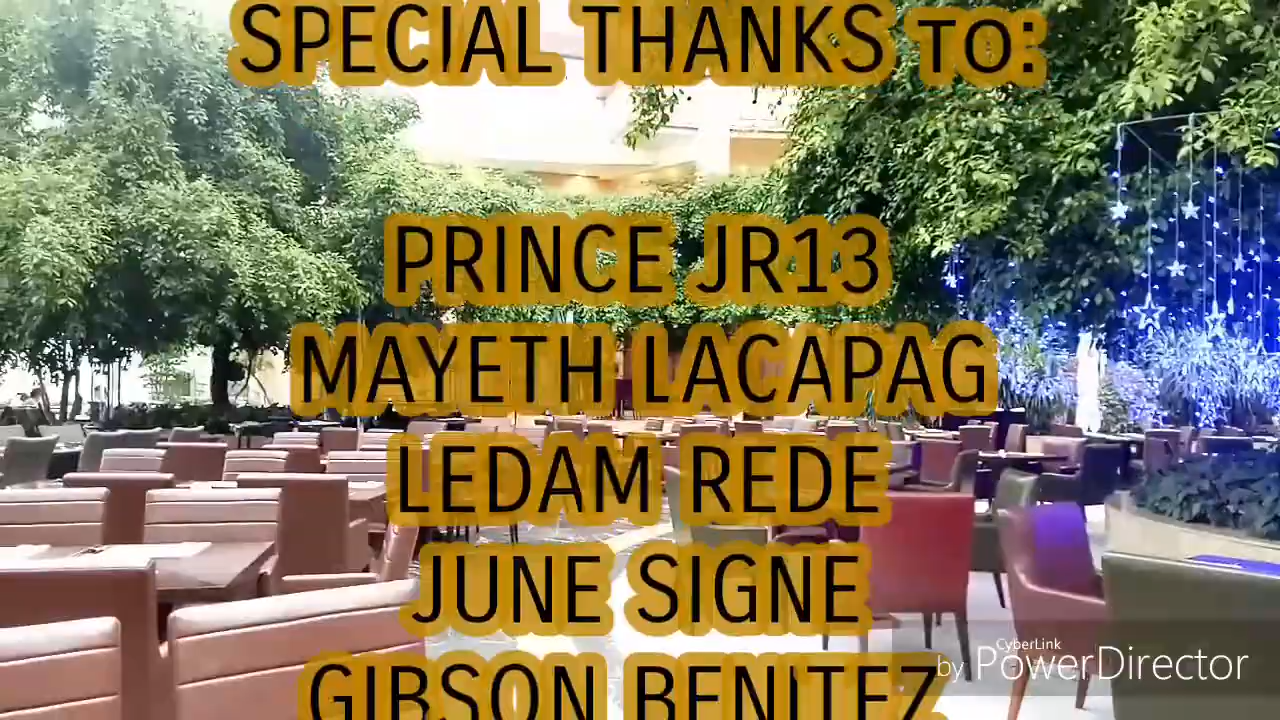 SPECIAL THANKS TO:
PRINCE JR13
MAYETH LACAPAG
LEDAM REDE
JUNE SIGNE
GIBSON BENITEZ
CyberLink
by PowerDirector